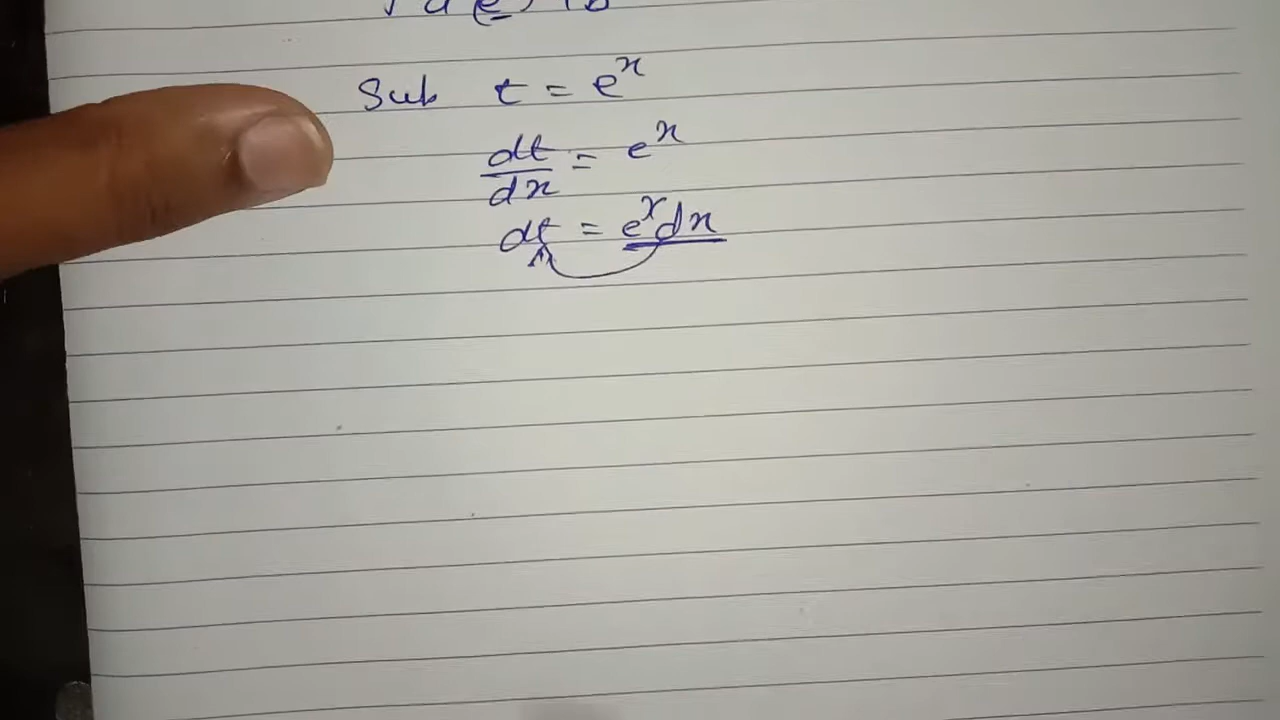 Sub t = e^x
dt/dx = e^x
dt = e^x dx